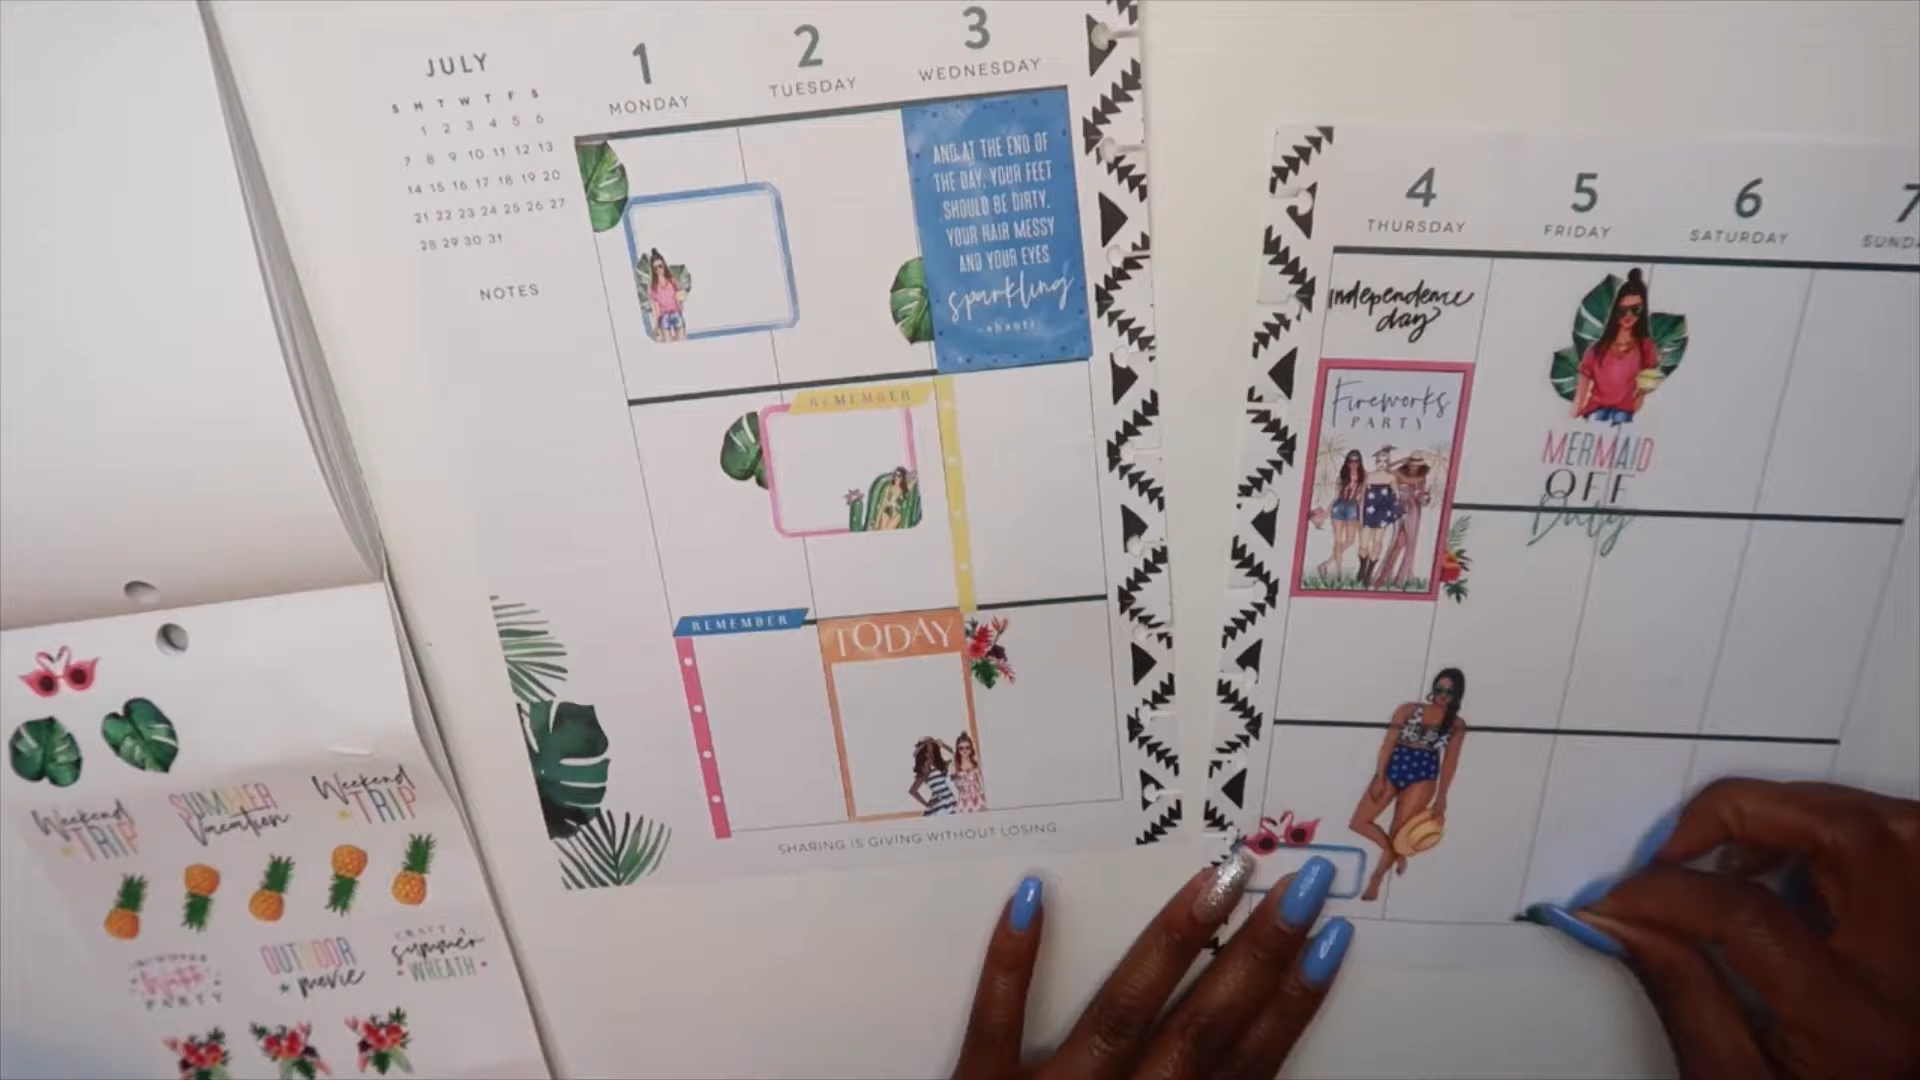 JULY
S M T W T F S
1 2 3 4 5 6
7 8 9 10 11 12 13
14 15 16 17 18 19 20
21 22 23 24 25 26 27
28 29 30 31
NOTES
1
MONDAY
2
TUESDAY
3
WEDNESDAY
AND AT THE END OF
THE DAY, YOUR FEET
SHOULD BE DIRTY,
YOUR HAIR MESSY
AND YOUR EYES
sparkling
-shanti-
REMEMBER
REMEMBER
TODAY
SHARING IS GIVING WITHOUT LOSING
4
THURSDAY
5
FRIDAY
6
SATURDAY
7
SUND
Independence
day
Fireworks
PARTY
MERMAID
OFF
Duty
Weekend
TRIP
SUMMER
Vacation
Weekend
TRIP
PARTY
OUTDOOR
movie
CRAFT A
summer
WREATH